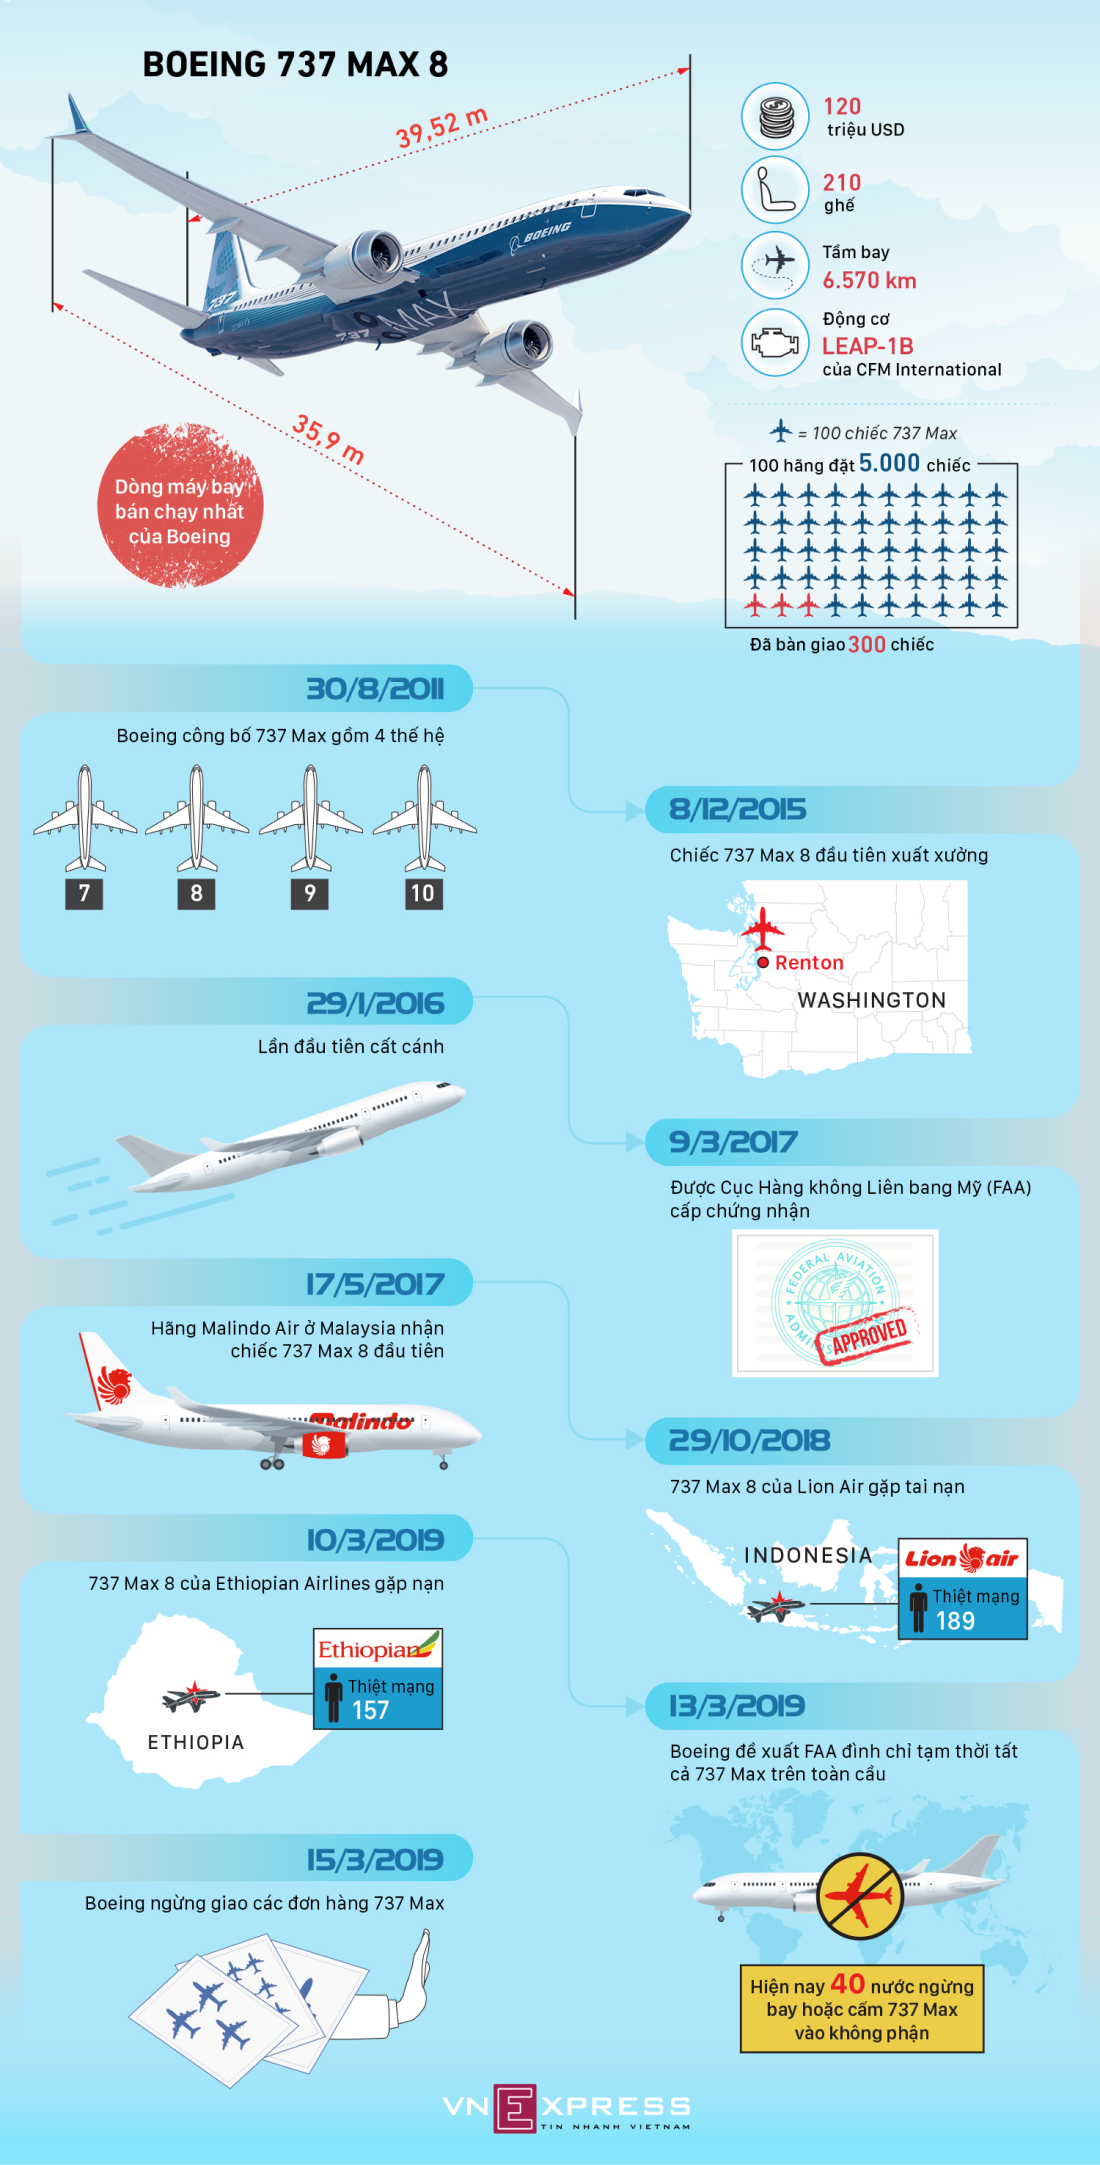 BOEING 737 MAX 8
39,52 m
BOEING
737
737
MAX
35,9 m
Dòng máy bay
bán chạy nhất
của Boeing
120
triệu USD
210
ghế
Tầm bay
6.570 km
Động cơ
LEAP-1B
của CFM International
= 100 chiếc 737 Max
100 hãng đặt 5.000 chiếc
Đã bàn giao 300 chiếc
30/8/2011
Boeing công bố 737 Max gồm 4 thế hệ
7
8
9
10
8/12/2015
Chiếc 737 Max 8 đầu tiên xuất xưởng
Renton
WASHINGTON
29/1/2016
Lần đầu tiên cất cánh
9/3/2017
Được Cục Hàng không Liên bang Mỹ (FAA)
cấp chứng nhận
FEDERAL AVIATION
APPROVED
17/5/2017
Hãng Malindo Air ở Malaysia nhận
chiếc 737 Max 8 đầu tiên
Malindo
29/10/2018
737 Max 8 của Lion Air gặp tai nạn
INDONESIA
Lion air
Thiệt mạng
189
10/3/2019
737 Max 8 của Ethiopian Airlines gặp nạn
Ethiopian
Thiệt mạng
157
ETHIOPIA
13/3/2019
Boeing đề xuất FAA đình chỉ tạm thời tất
cả 737 Max trên toàn cầu
Hiện nay 40 nước ngừng
bay hoặc cấm 737 Max
vào không phận
15/3/2019
Boeing ngừng giao các đơn hàng 737 Max
VNEXPRESS
TIN NHANH VIETNAM